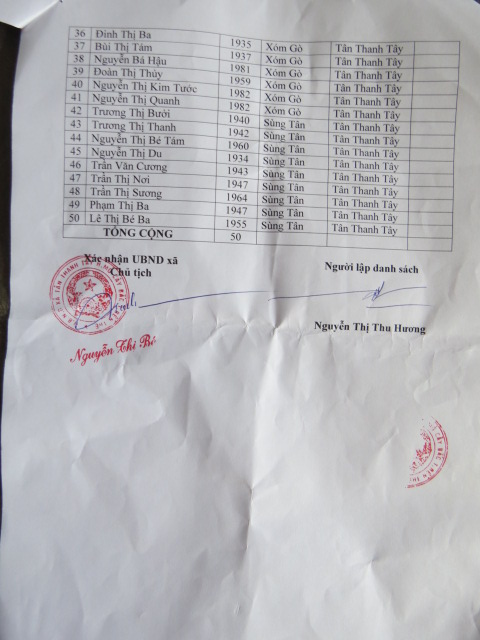 36 Đinh Thị Ba 1935 Xóm Gò Tân Thanh Tây
37 Bùi Thị Tám 1937 Xóm Gò Tân Thanh Tây
38 Nguyễn Bá Hậu 1981 Xóm Gò Tân Thanh Tây
39 Đoàn Thị Thủy 1959 Xóm Gò Tân Thanh Tây
40 Nguyễn Thị Kim Tước 1982 Xóm Gò Tân Thanh Tây
41 Nguyễn Thị Quanh 1982 Xóm Gò Tân Thanh Tây
42 Trương Thị Bưởi 1940 Sùng Tân Tân Thanh Tây
43 Trương Thị Thanh 1942 Sùng Tân Tân Thanh Tây
44 Nguyễn Thị Bé Tám 1960 Sùng Tân Tân Thanh Tây
45 Nguyễn Thị Du 1934 Sùng Tân Tân Thanh Tây
46 Trần Văn Cương 1943 Sùng Tân Tân Thanh Tây
47 Trần Thị Nơi 1947 Sùng Tân Tân Thanh Tây
48 Trần Thị Sương 1964 Sùng Tân Tân Thanh Tây
49 Phạm Thị Ba 1947 Sùng Tân Tân Thanh Tây
50 Lê Thị Bé Ba 1955 Sùng Tân Tân Thanh Tây
TỔNG CỘNG 50
Xác nhận UBND xã
Chủ tịch
Người lập danh sách
Nguyễn Thị Thu Hương
Nguyễn Thị Bé